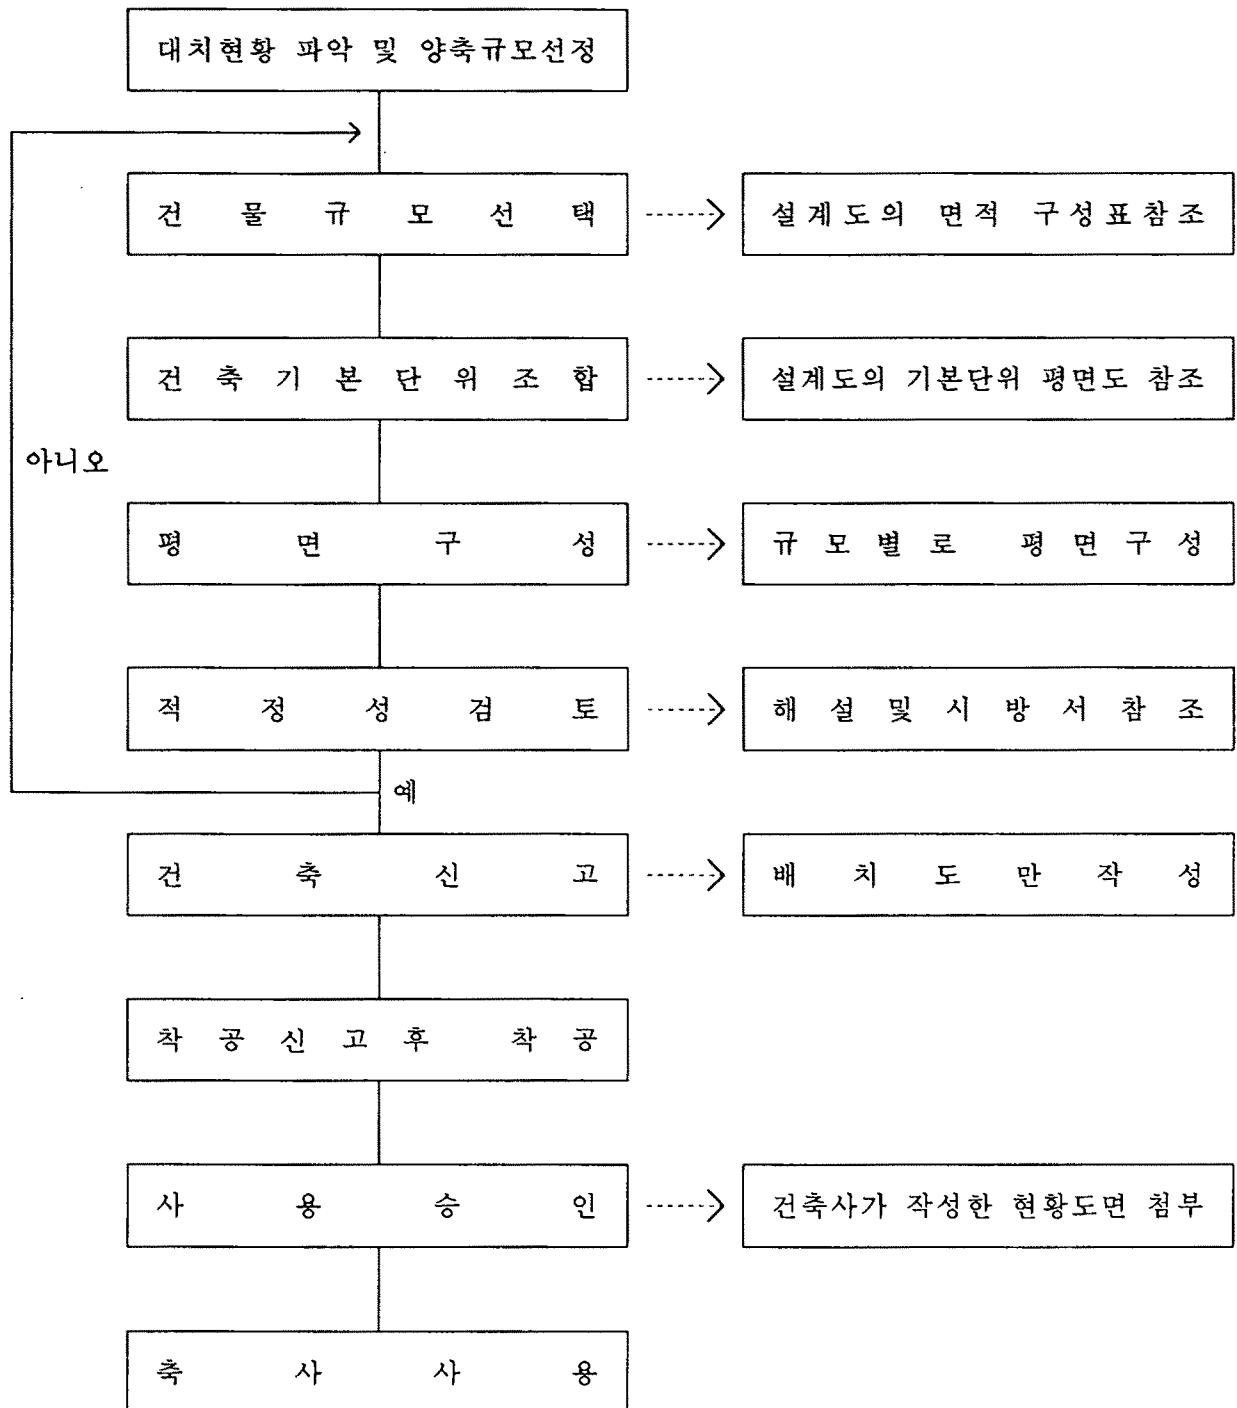 대치현황 파악 및 양축규모선정
건물규모선택
설계도의 면적 구성표참조
건축기본단위조합
설계도의 기본단위 평면도 참조
아니오
평면구성
규모별로 평면구성
적정성검토
해설및시방서참조
예
건축신고
배치도만작성
착공신고후 착공
사용승인
건축사가 작성한 현황도면 첨부
축사사용